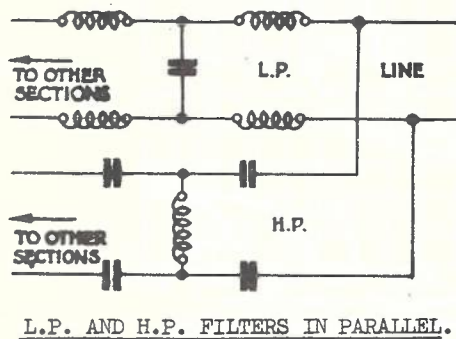 TO OTHER
SECTIONS
L.P.
LINE
TO OTHER
SECTIONS
H.P.
L.P. AND H.P. FILTERS IN PARALLEL.